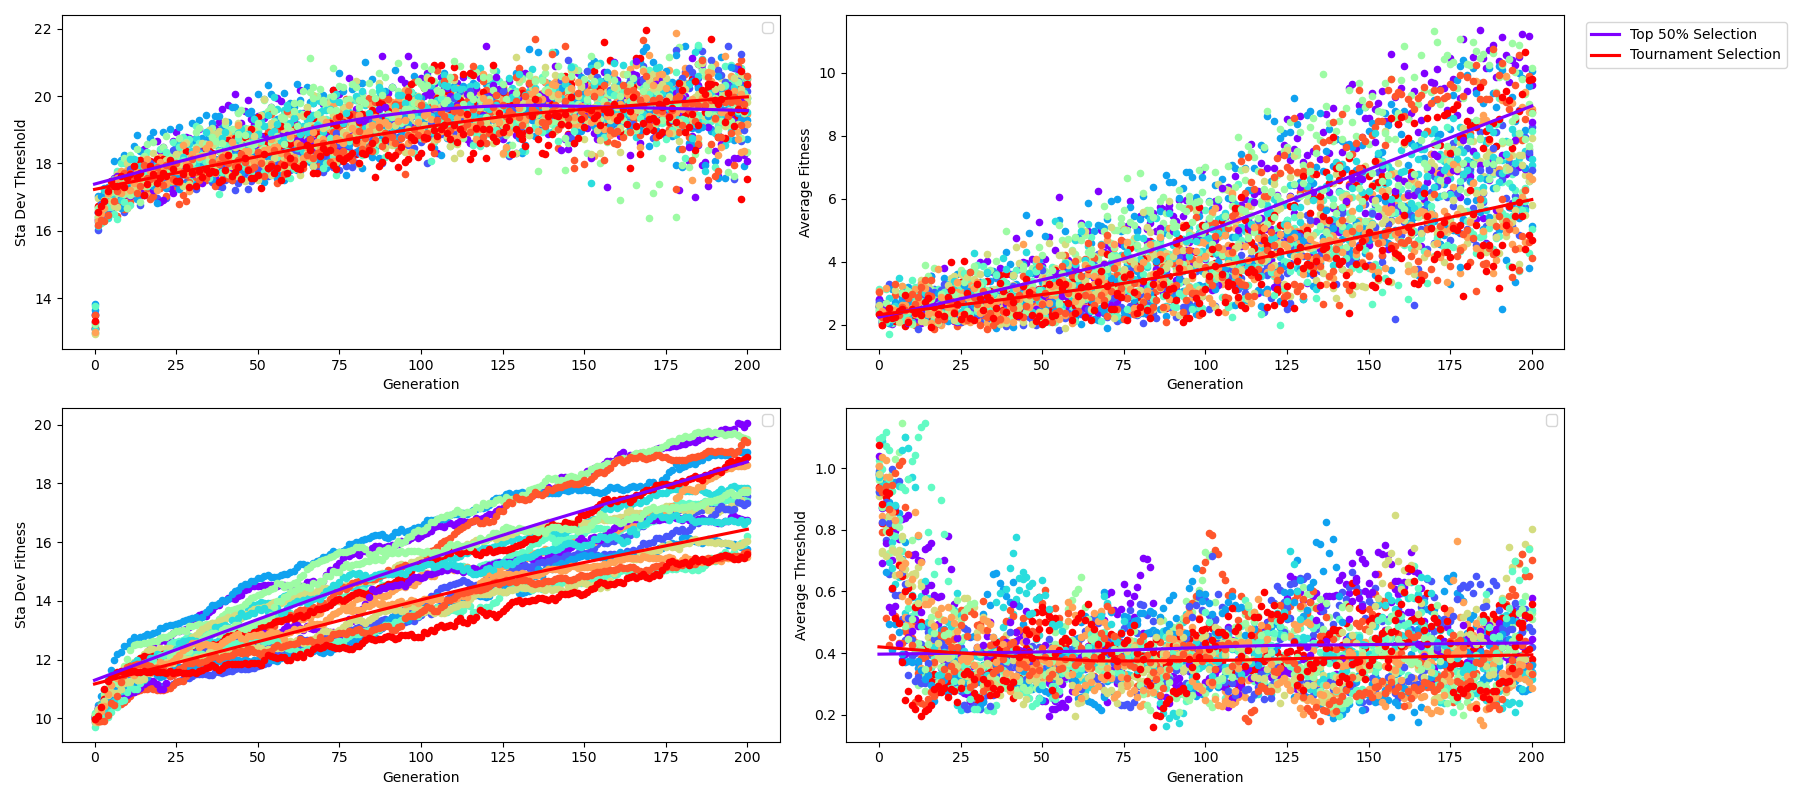 22
20
18
16
14
Sta Dev Threshold
0 25 50 75 100 125 150 175 200
Generation
10
8
6
4
2
Average Fitness
0 25 50 75 100 125 150 175 200
Generation
Top 50% Selection
Tournament Selection
20
18
16
14
12
10
Sta Dev Fitness
0 25 50 75 100 125 150 175 200
Generation
1.0
0.8
0.6
0.4
0.2
Average Threshold
0 25 50 75 100 125 150 175 200
Generation